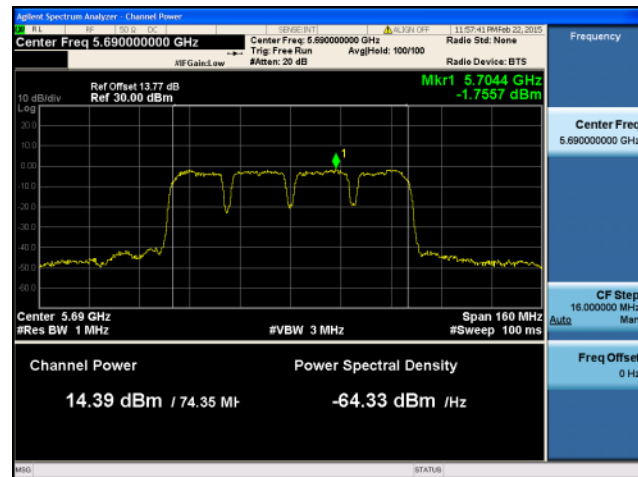 Agilent Spectrum Analyzer - Channel Power
RL RF 50 Ω DC SENSE:INT ALIGN OFF 11:57:41 PM Feb 22, 2015
Center Freq 5.690000000 GHz
Center Freq: 5.690000000 GHz
Radio Std: None
Trig: Free Run Avg|Hold: 100/100
#IFGain:Low #Atten: 20 dB Radio Device: BTS
Ref Offset 13.77 dB
10 dB/div Ref 30.00 dBm
Mkr1 5.7044 GHz
-1.7557 dBm
Log
20.0
10.0
0.00
-10.0
-20.0
-30.0
-40.0
-50.0
-60.0
1
Center 5.69 GHz Span 160 MHz
#Res BW 1 MHz #VBW 3 MHz #Sweep 100 ms
Channel Power Power Spectral Density
14.39 dBm / 74.35 MH -64.33 dBm /Hz
MSG STATUS
Frequency
Center Freq
5.690000000 GHz
CF Step
16.000000 MHz
Auto Man
Freq Offset
0 Hz